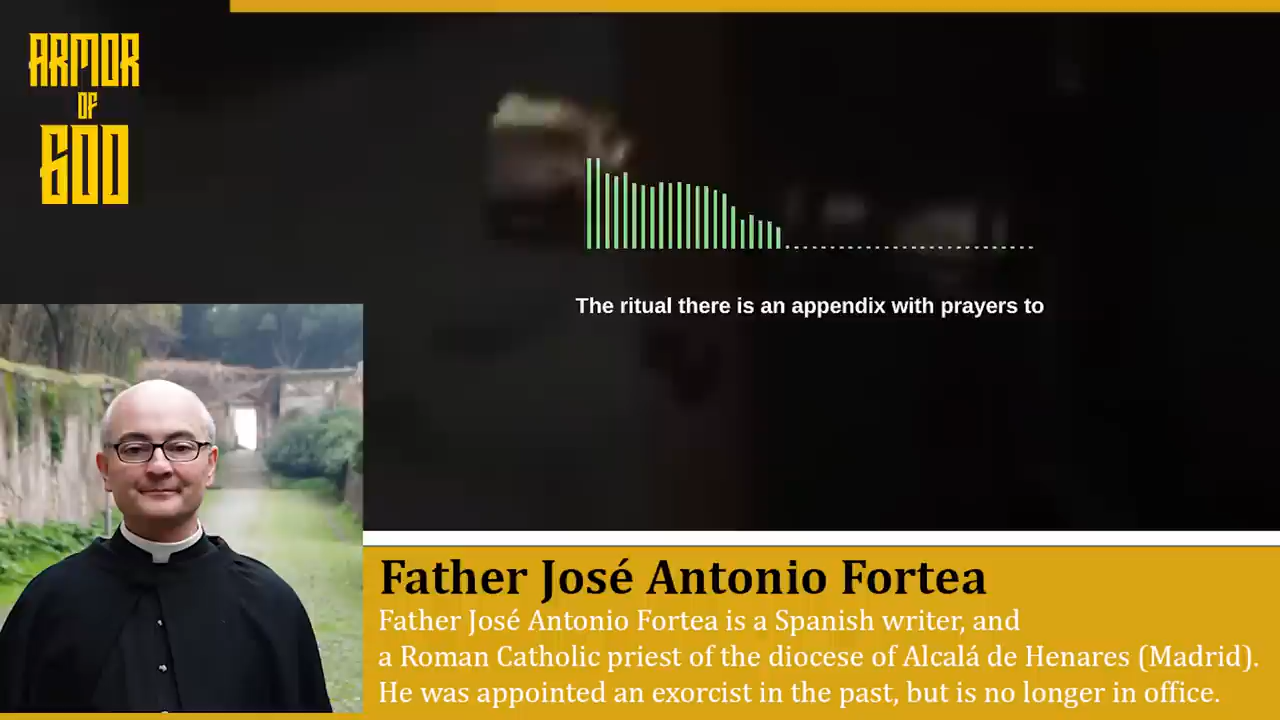 ARMOR
OF
GOD
The ritual there is an appendix with prayers to
Father José Antonio Fortea
Father José Antonio Fortea is a Spanish writer, and
a Roman Catholic priest of the diocese of Alcalá de Henares (Madrid).
He was appointed an exorcist in the past, but is no longer in office.